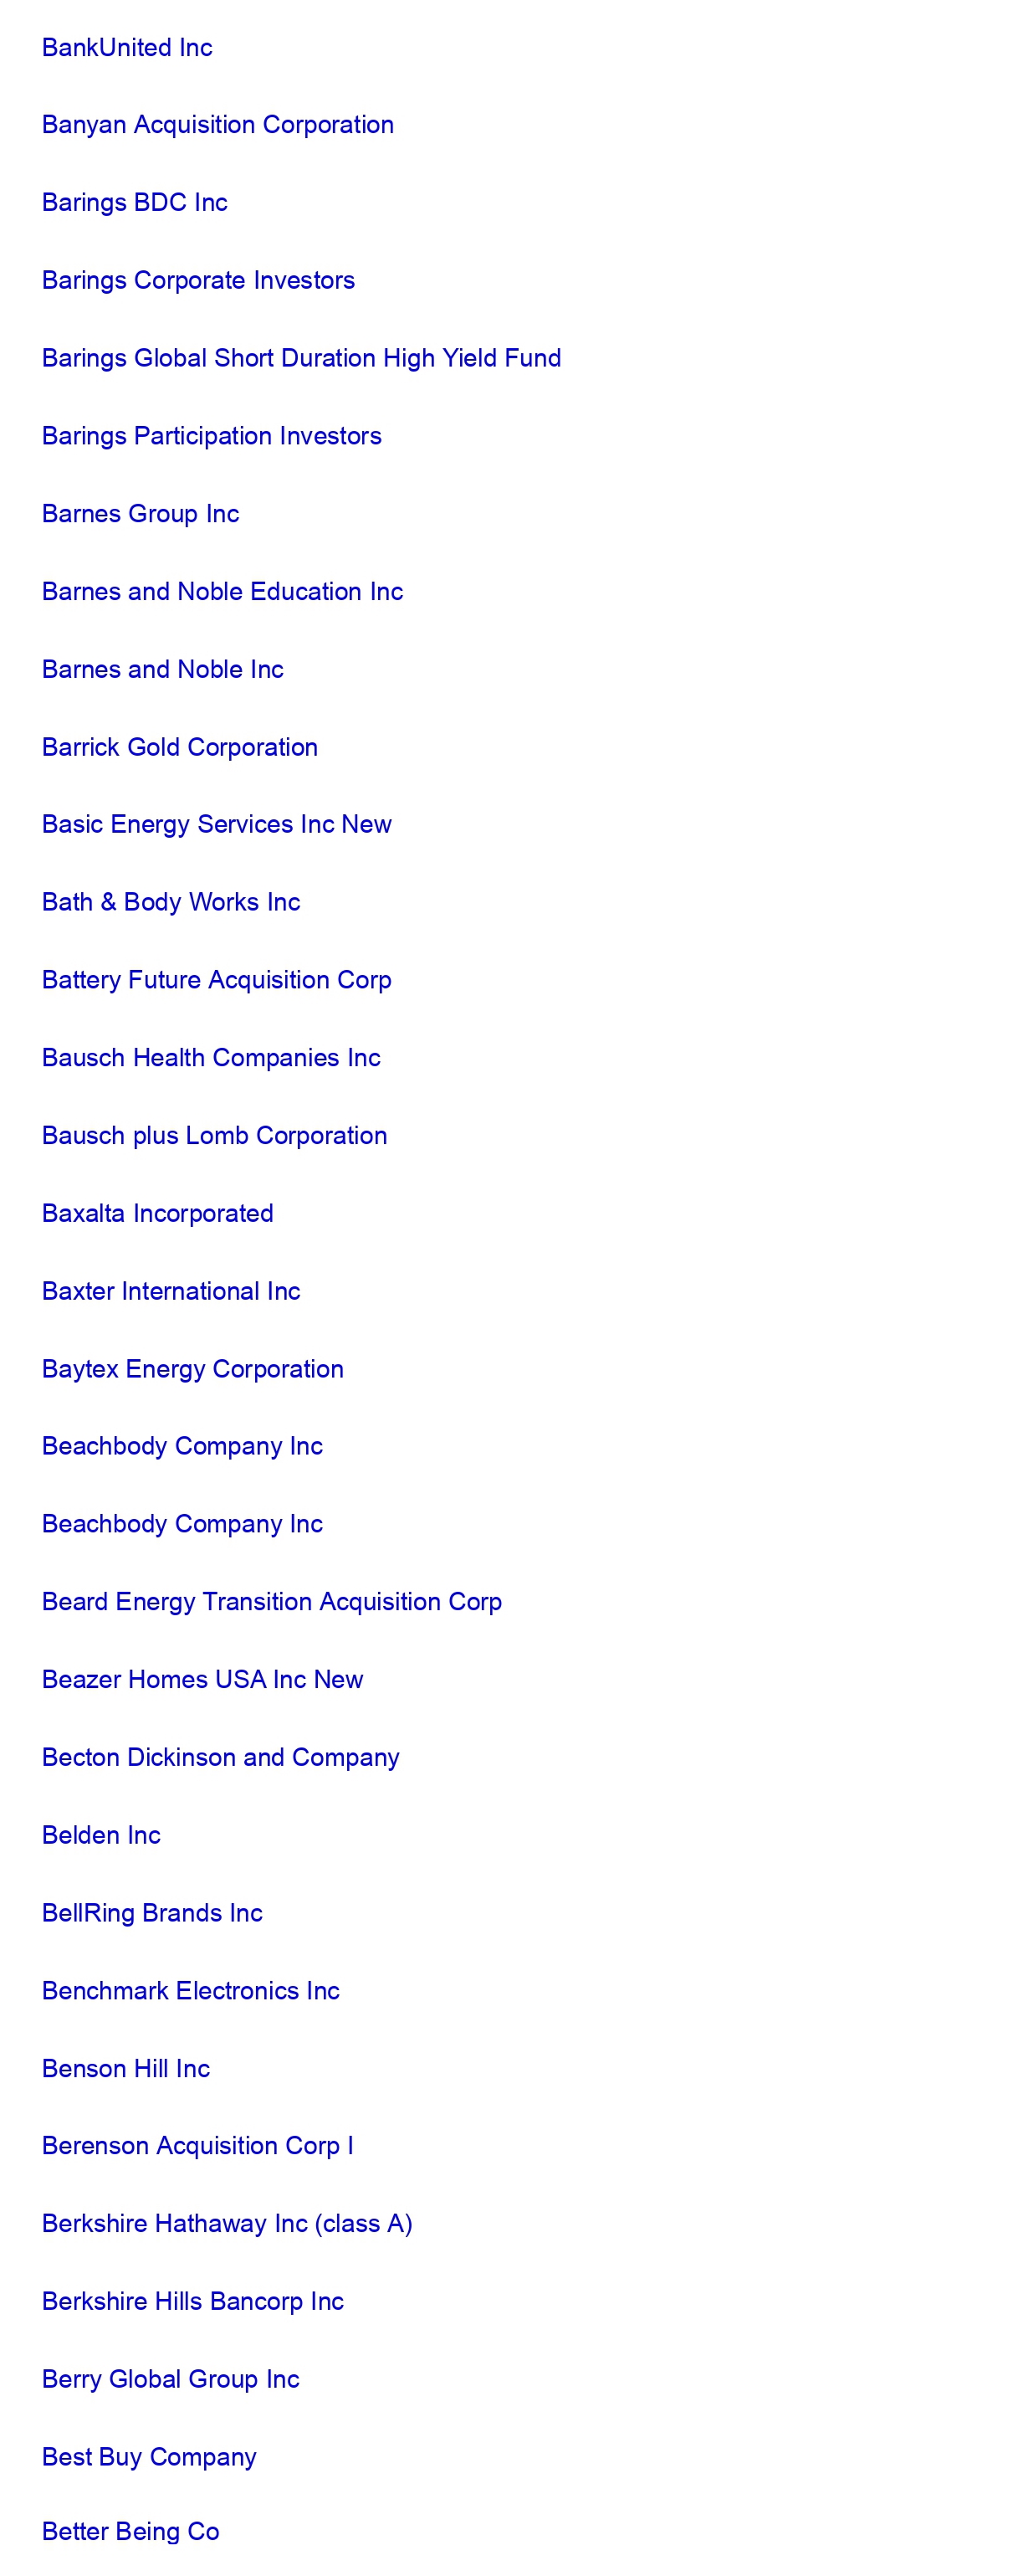 BankUnited Inc
Banyan Acquisition Corporation
Barings BDC Inc
Barings Corporate Investors
Barings Global Short Duration High Yield Fund
Barings Participation Investors
Barnes Group Inc
Barnes and Noble Education Inc
Barnes and Noble Inc
Barrick Gold Corporation
Basic Energy Services Inc New
Bath & Body Works Inc
Battery Future Acquisition Corp
Bausch Health Companies Inc
Bausch plus Lomb Corporation
Baxalta Incorporated
Baxter International Inc
Baytex Energy Corporation
Beachbody Company Inc
Beachbody Company Inc
Beard Energy Transition Acquisition Corp
Beazer Homes USA Inc New
Becton Dickinson and Company
Belden Inc
BellRing Brands Inc
Benchmark Electronics Inc
Benson Hill Inc
Berenson Acquisition Corp I
Berkshire Hathaway Inc (class A)
Berkshire Hills Bancorp Inc
Berry Global Group Inc
Best Buy Company
Better Being Co